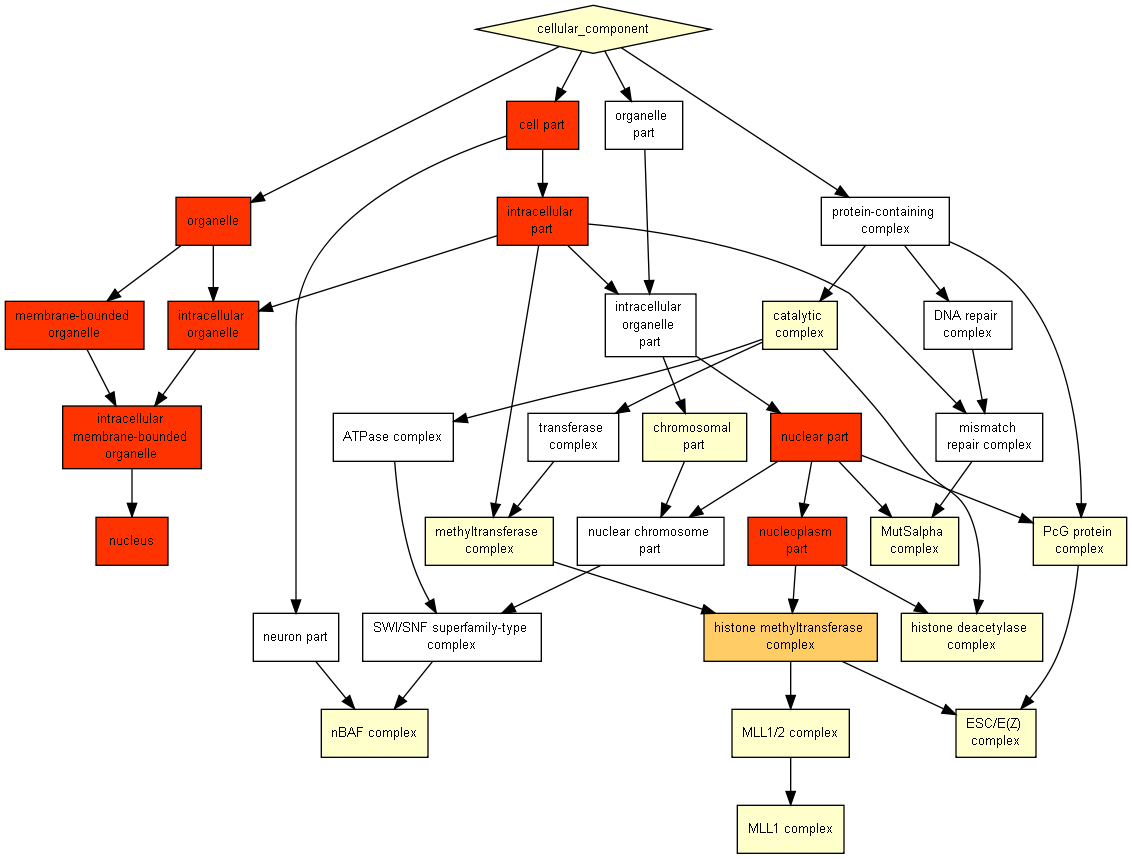 cellular_component
cell part
organelle
part
organelle
intracellular
part
protein-containing
complex
membrane-bounded
organelle
intracellular
organelle
intracellular
organelle
part
catalytic
complex
DNA repair
complex
intracellular
membrane-bounded
organelle
ATPase complex
transferase
complex
chromosomal
part
nuclear part
mismatch
repair complex
nucleus
methyltransferase
complex
nuclear chromosome
part
nucleoplasm
part
MutSalpha
complex
PcG protein
complex
neuron part
SWI/SNF superfamily-type
complex
histone methyltransferase
complex
histone deacetylase
complex
nBAF complex
MLL1/2 complex
ESC/E(Z)
complex
MLL1 complex